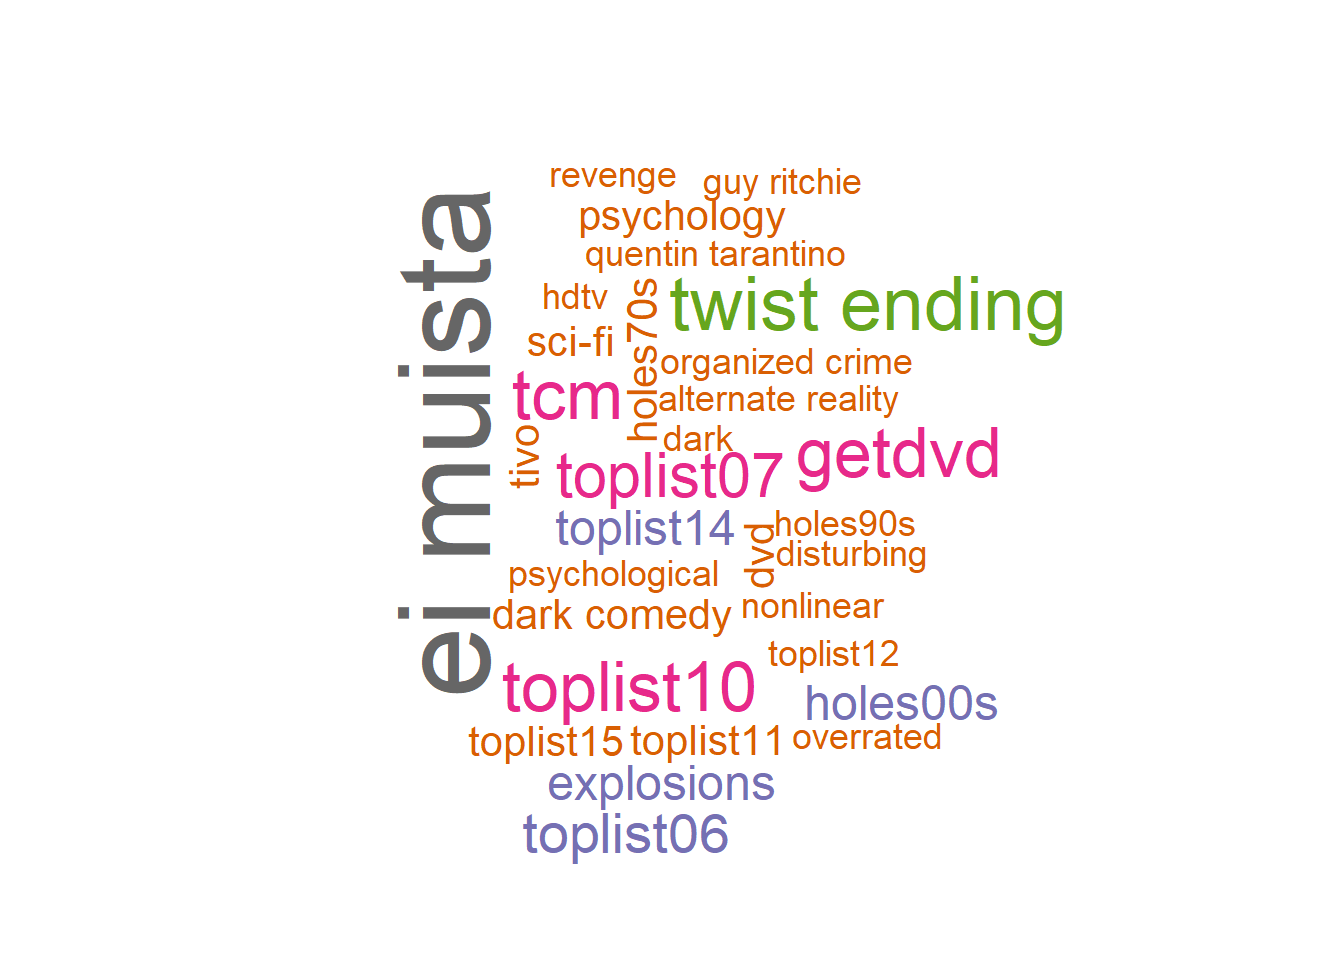 ei muista
revenge
guy ritchie
psychology
quentin tarantino
hdtv
holes70s
twist ending
sci-fi
organized crime
tcm
alternate reality
tivo
dark
getdvd
toplist07
toplist14
dvd
holes90s
disturbing
psychological
dark comedy
nonlinear
toplist12
toplist10
holes00s
toplist15
toplist11
overrated
explosions
toplist06